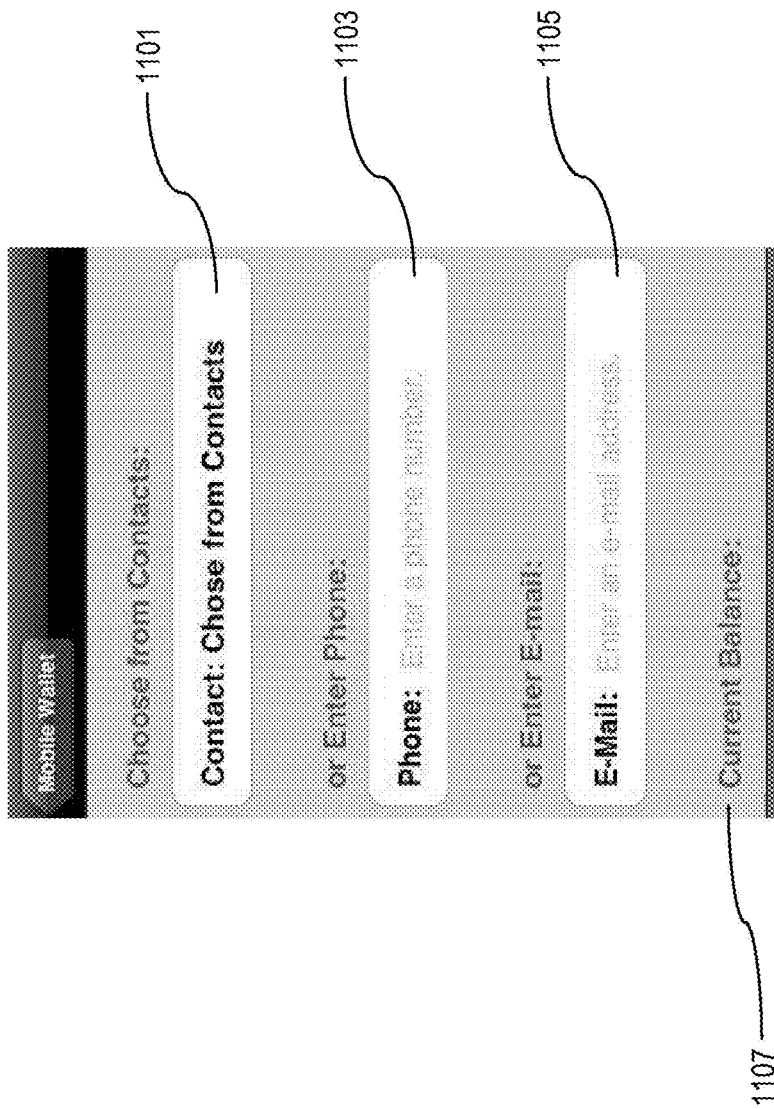 Mobile Wallet
Choose from Contacts:
Contact: Chose from Contacts
1101
or Enter Phone:
Phone: Enter a phone number.
1103
or Enter E-mail:
E-Mail: Enter an e-mail address.
1105
Current Balance:
1107